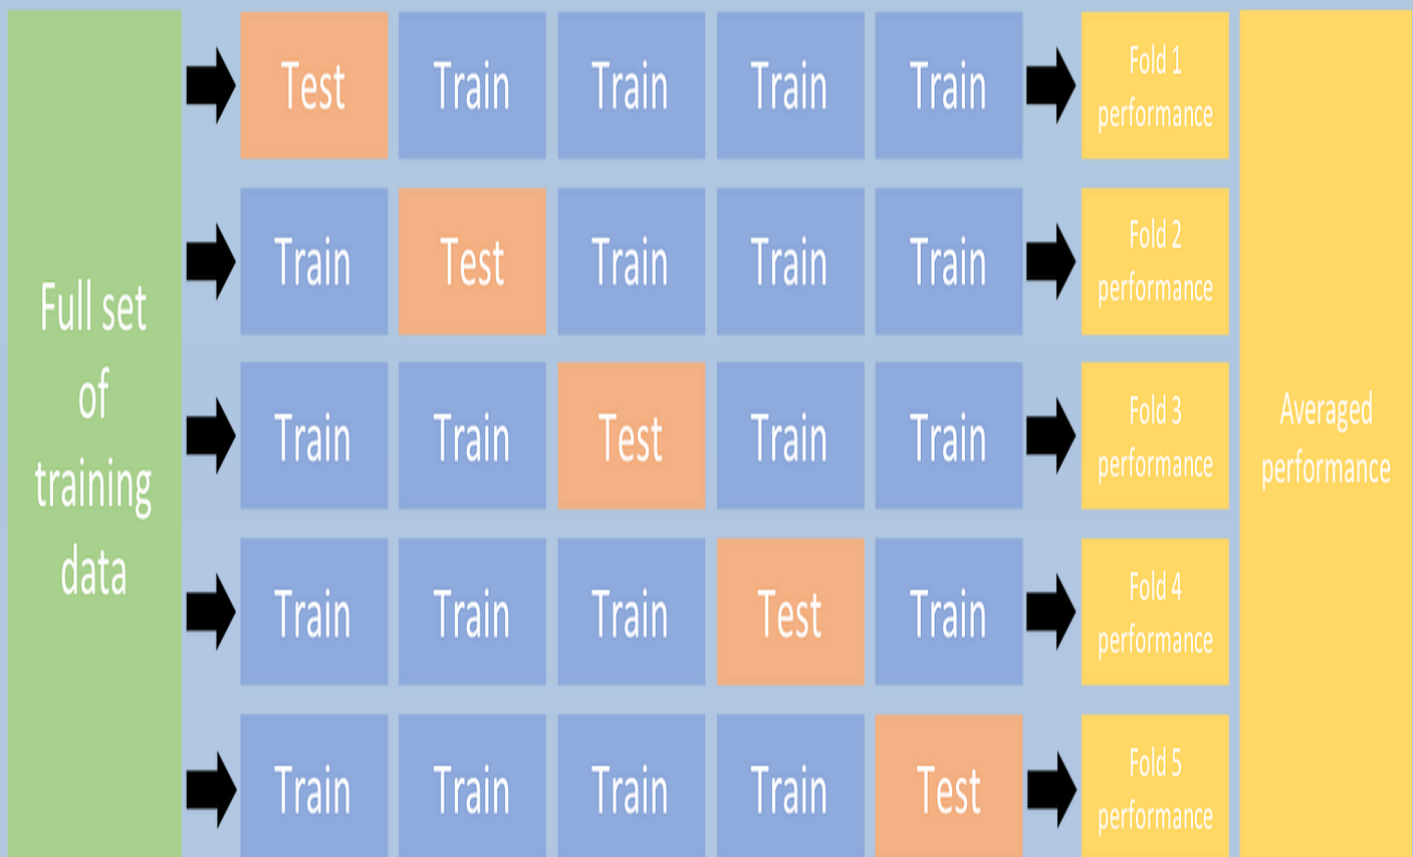 Full set
of
training
data
Test Train Train Train Train
Fold 1
performance
Train Test Train Train Train
Fold 2
performance
Train Train Test Train Train
Fold 3
performance
Train Train Train Test Train
Fold 4
performance
Train Train Train Train Test
Fold 5
performance
Averaged
performance